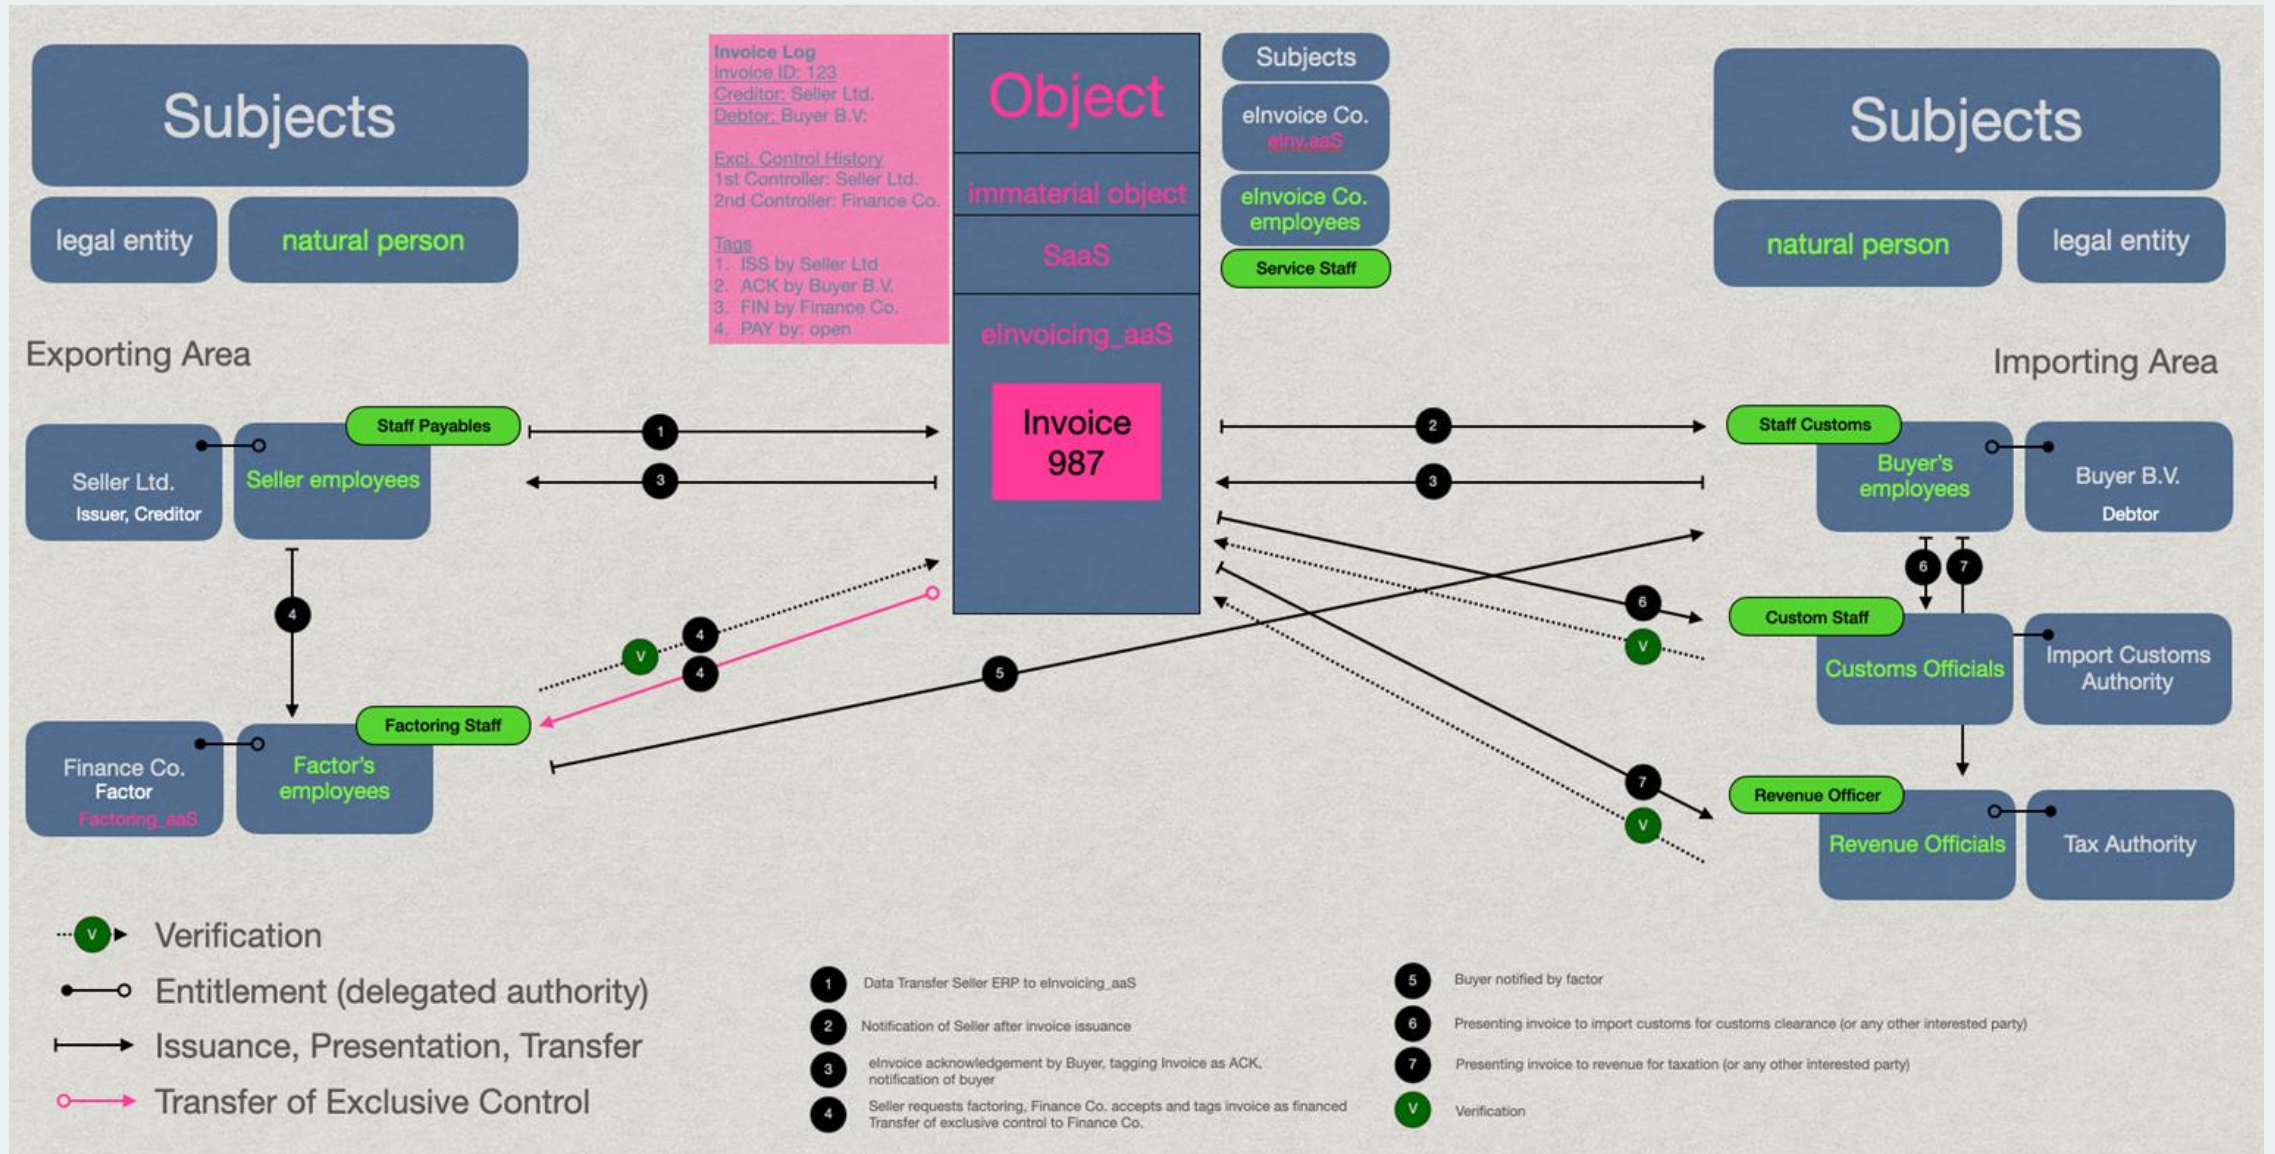 Subjects
legal entity
natural person
Exporting Area
Invoice Log
Invoice ID: 123
Creditor: Seller Ltd.
Debtor: Buyer B.V:
Excl. Control History
1st Controller: Seller Ltd.
2nd Controller: Finance Co.
Tags
1. ISS by Seller Ltd
2. ACK by Buyer B.V.
3. FIN by Finance Co.
4. PAY by: open
Object
immaterial object
SaaS
eInvoicing_aaS
Invoice
987
Subjects
eInvoice Co.
eInv.aaS
eInvoice Co.
employees
Service Staff
Subjects
natural person
legal entity
Importing Area
Staff Payables
Seller Ltd.
Issuer, Creditor
Seller employees
1
3
2
3
Staff Customs
Buyer's
employees
Buyer B.V.
Debtor
4
V
4
4
5
6
V
6
7
Custom Staff
Customs Officials
Import Customs
Authority
Factoring Staff
Finance Co.
Factor
Factoring_aaS
Factor's
employees
7
V
Revenue Officer
Revenue Officials
Tax Authority
V
Verification
Entitlement (delegated authority)
Issuance, Presentation, Transfer
Transfer of Exclusive Control
1
Data Transfer Seller ERP to eInvoicing_aaS
2
Notification of Seller after invoice issuance
3
eInvoice acknowledgement by Buyer, tagging Invoice as ACK,
notification of buyer
4
Seller requests factoring, Finance Co. accepts and tags invoice as financed
Transfer of exclusive control to Finance Co.
5
Buyer notified by factor
6
Presenting invoice to import customs for customs clearance (or any other interested party)
7
Presenting invoice to revenue for taxation (or any other interested party)
V
Verification